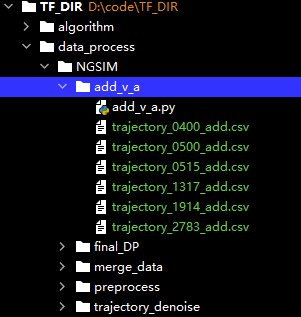 TF_DIR D:\code\TF_DIR
algorithm
data_process
NGSIM
add_v_a
add_v_a.py
trajectory_0400_add.csv
trajectory_0500_add.csv
trajectory_0515_add.csv
trajectory_1317_add.csv
trajectory_1914_add.csv
trajectory_2783_add.csv
final_DP
merge_data
preprocess
trajectory_denoise